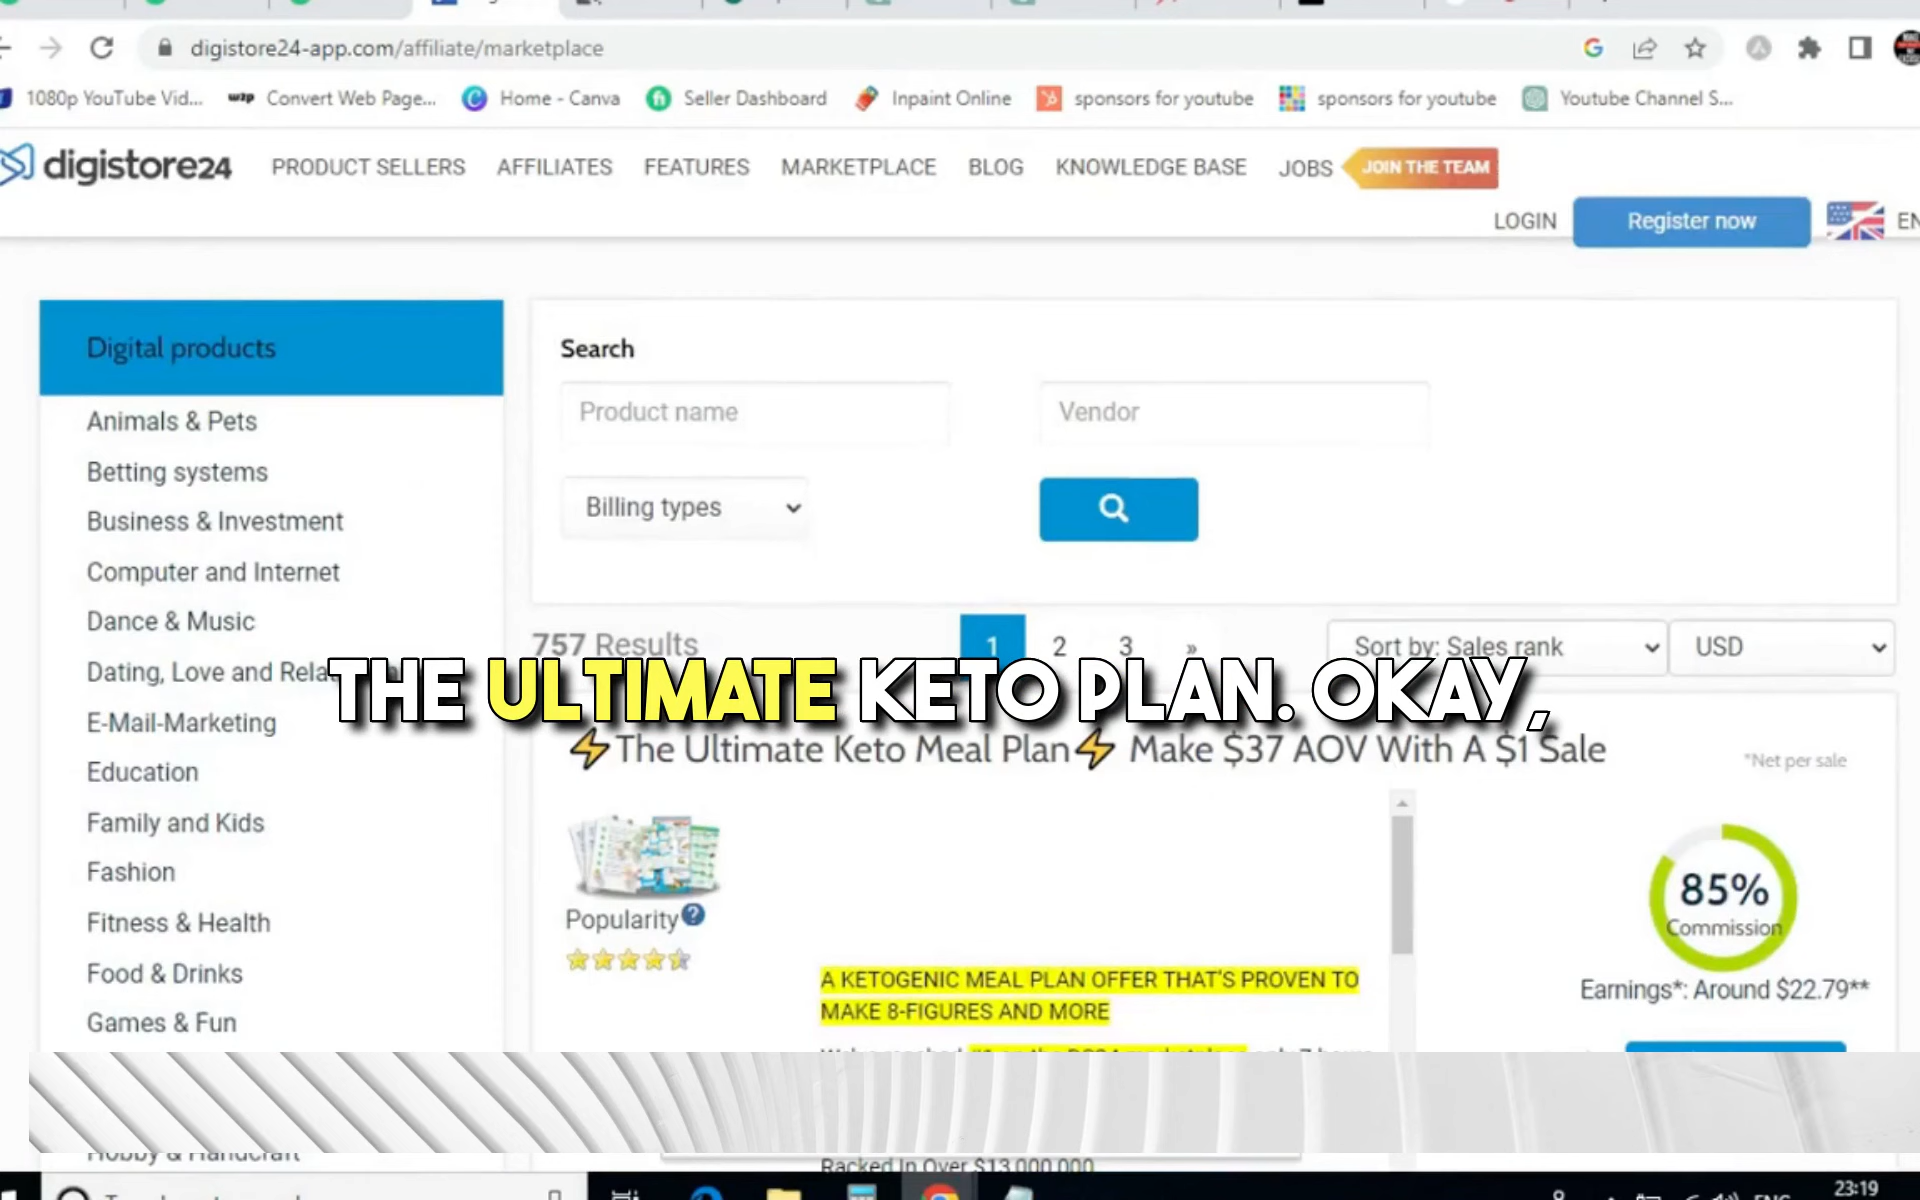 digistore24-app.com/affiliate/marketplace
1080p YouTube Vid... Convert Web Page... Home - Canva Seller Dashboard Inpaint Online sponsors for youtube sponsors for youtube Youtube Channel S...
digistore24 PRODUCT SELLERS AFFILIATES FEATURES MARKETPLACE BLOG KNOWLEDGE BASE JOBS JOIN THE TEAM
LOGIN Register now EN
Digital products
Animals & Pets
Betting systems
Business & Investment
Computer and Internet
Dance & Music
Dating, Love and Rela
E-Mail-Marketing
Education
Family and Kids
Fashion
Fitness & Health
Food & Drinks
Games & Fun
Hobby & Handcraft
Search
Product name Vendor
Billing types
757 Results 1 2 3 » Sort by: Sales rank USD
THE ULTIMATE KETO PLAN. OKAY,
⚡The Ultimate Keto Meal Plan⚡ Make $37 AOV With A $1 Sale
*Net per sale
Popularity
85%
Commission
Earnings*: Around $22.79**
A KETOGENIC MEAL PLAN OFFER THAT'S PROVEN TO
MAKE 8-FIGURES AND MORE
Racked In Over $13,000,000
23:19
ENG